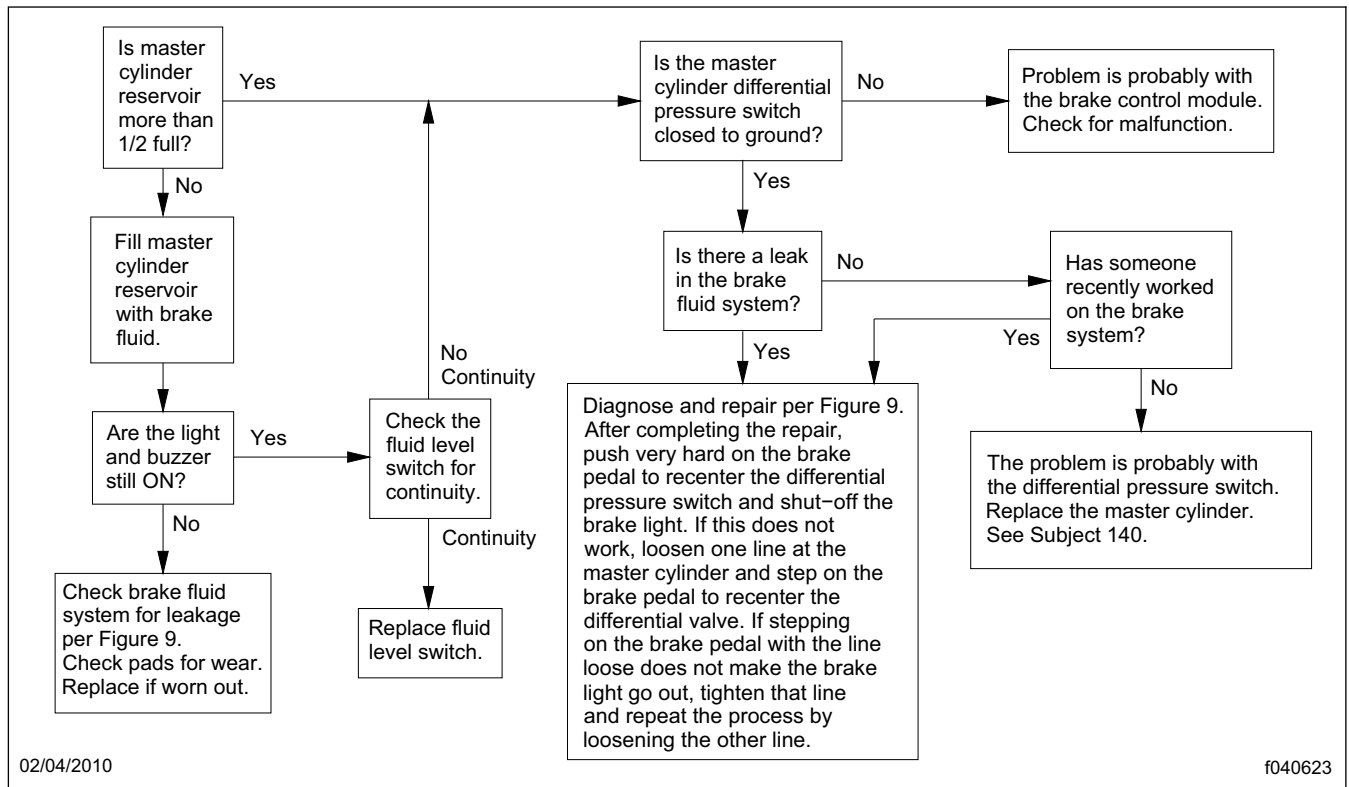 Is master
cylinder
reservoir
more than
1/2 full?
Yes
No
Fill master
cylinder
reservoir
with brake
fluid.
Are the light
and buzzer
still ON?
Yes
No
Check brake fluid
system for leakage
per Figure 9.
Check pads for wear.
Replace if worn out.
No
Continuity
Check the
fluid level
switch for
continuity.
Continuity
Replace fluid
level switch.
Is the master
cylinder differential
pressure switch
closed to ground?
No
Yes
Problem is probably with
the brake control module.
Check for malfunction.
Is there a leak
in the brake
fluid system?
No
Yes
Has someone
recently worked
on the brake
system?
Yes
No
Diagnose and repair per Figure 9.
After completing the repair,
push very hard on the brake
pedal to recenter the differential
pressure switch and shut−off the
brake light. If this does not
work, loosen one line at the
master cylinder and step on the
brake pedal to recenter the
differential valve. If stepping
on the brake pedal with the line
loose does not make the brake
light go out, tighten that line
and repeat the process by
loosening the other line.
The problem is probably with
the differential pressure switch.
Replace the master cylinder.
See Subject 140.
02/04/2010
f040623